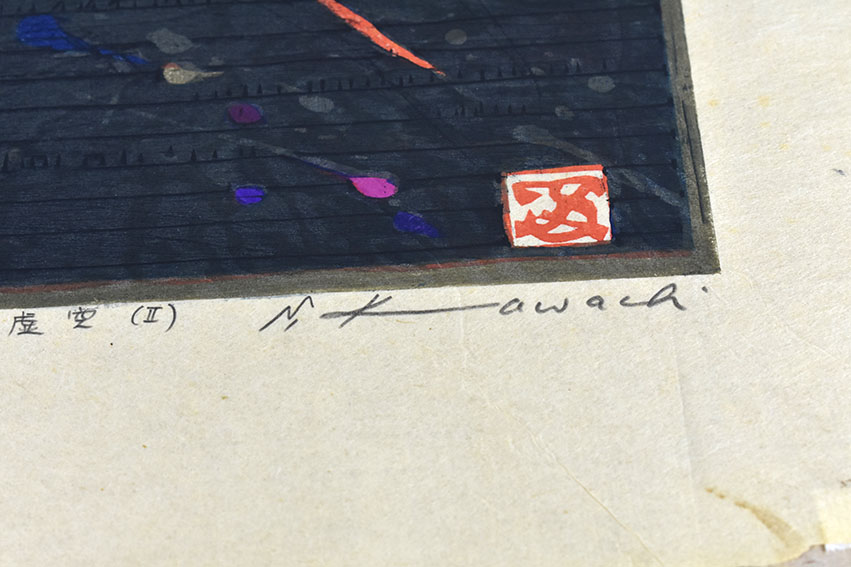 虚空 (II) N, Kawachi